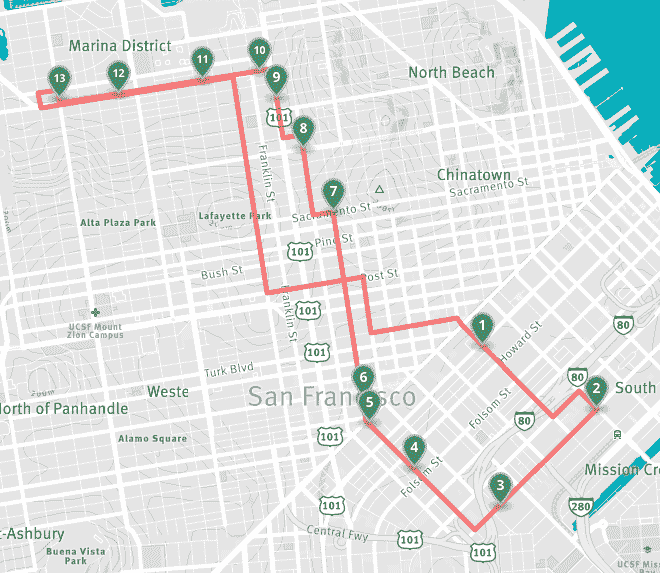 Marina District
10
North Beach
11
12
13
9
101
8
Chinatown
Franklin St
7
Sacramento St
Alta Plaza Park
Lafayette Park
Sacramento St
Pine St
101
Bush St
Post St
Franklin St
101
UCSF Mount
Zion Campus
1
80
Howard St
101
Turk Blvd
6
80
2
South
Weste
San Francisco
5
North of Panhandle
Folsom St
80
Alamo Square
101
4
Folsom St
Mission Cre
3
101
280
t-Ashbury
Central Fwy
101
101
Buena Vista
Park
UCSF Miss